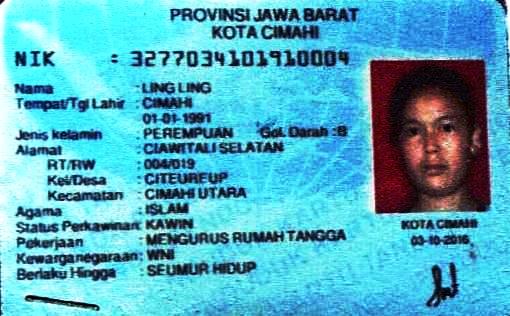 PROVINSI JAWA BARAT
KOTA CIMAHI
NIK : 3277034101910004
Nama : LING LING
Tempat/Tgl Lahir : CIMAHI
01-01-1991
Jenis kelamin : PEREMPUAN Gol. Darah :B
Alamat : CIAWITALI SELATAN
RT/RW : 004/019
Kel/Desa : CITEUREUP
Kecamatan : CIMAHI UTARA
Agama : ISLAM
Status Perkawinan: KAWIN
Pekerjaan : MENGURUS RUMAH TANGGA
Kewarganegaraan: WNI
Berlaku Hingga : SEUMUR HIDUP
KOTA CIMAHI
03-10-2016